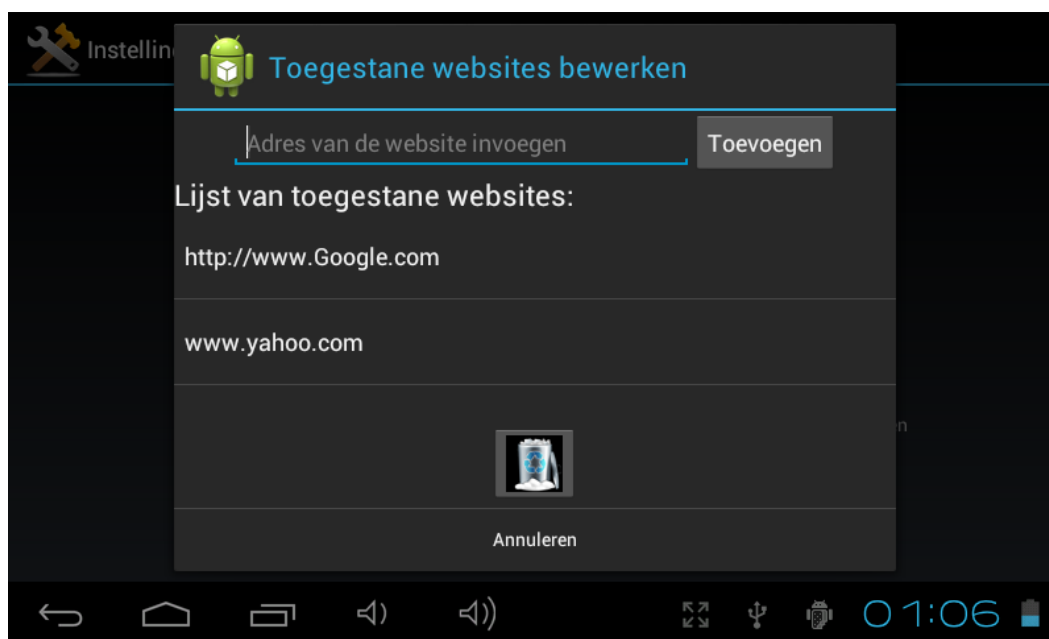 Instellin
Toegestane websites bewerken
Adres van de website invoegen
Toevoegen
Lijst van toegestane websites:
http://www.Google.com
www.yahoo.com
en
Annuleren
01:06